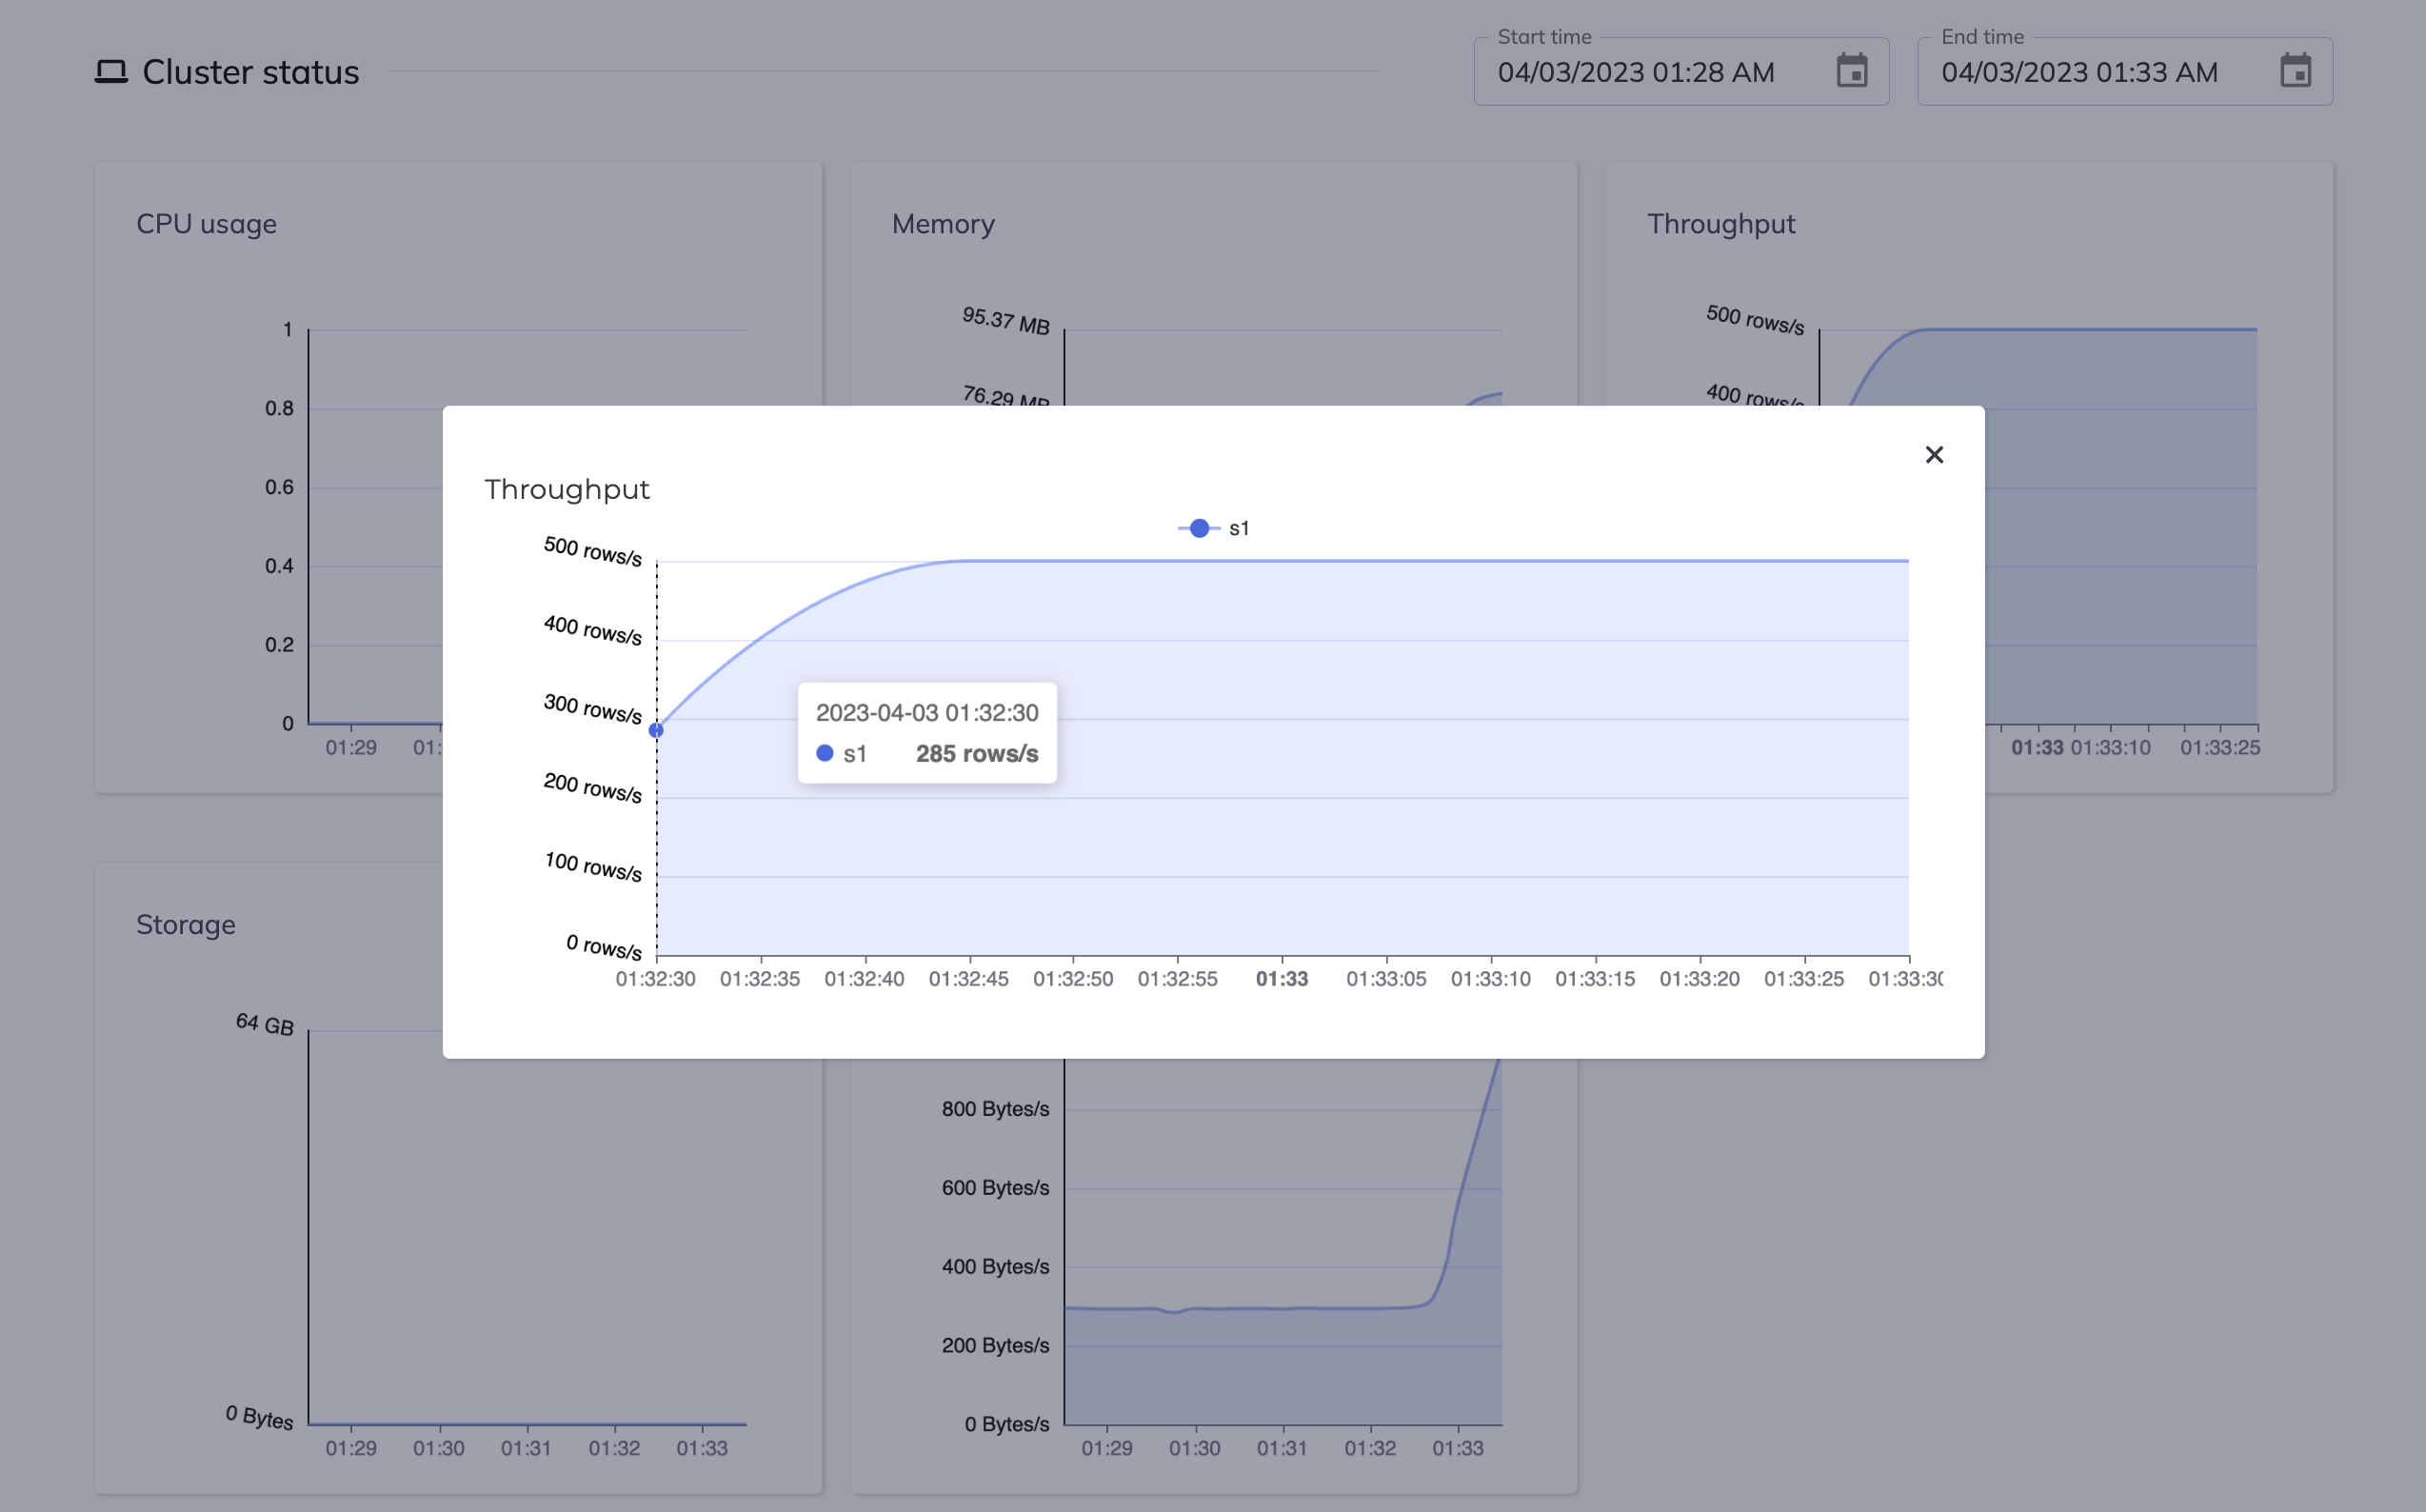 Cluster status
Start time
04/03/2023 01:28 AM
End time
04/03/2023 01:33 AM
CPU usage
1
0.8
0.6
0.4
0.2
0
01:29
Memory
95.37 MB
76.29 MB
Throughput
500 rows/s
400 rows/s
01:33 01:33:10 01:33:25
Throughput
s1
500 rows/s
400 rows/s
300 rows/s
200 rows/s
100 rows/s
0 rows/s
2023-04-03 01:32:30
s1 285 rows/s
01:32:30 01:32:35 01:32:40 01:32:45 01:32:50 01:32:55 01:33 01:33:05 01:33:10 01:33:15 01:33:20 01:33:25 01:33:30
Storage
64 GB
0 Bytes
01:29 01:30 01:31 01:32 01:33
800 Bytes/s
600 Bytes/s
400 Bytes/s
200 Bytes/s
0 Bytes/s
01:29 01:30 01:31 01:32 01:33